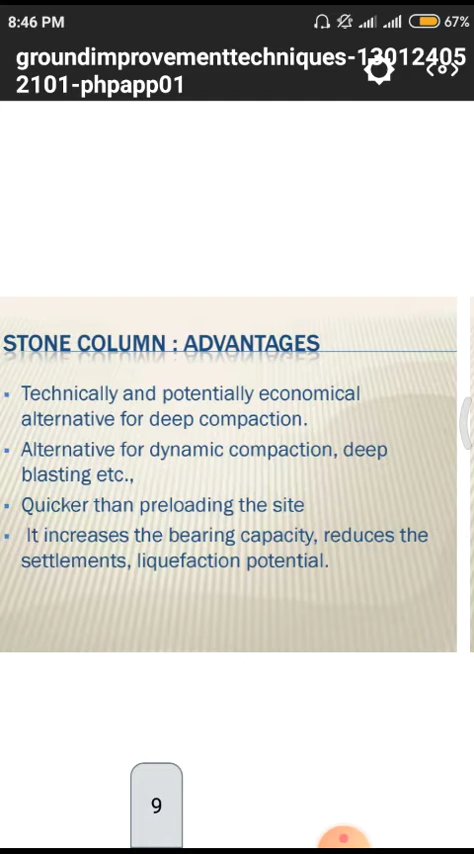 8:46 PM
67%
groundimprovementtechniques-13012405
2101-phpapp01
STONE COLUMN : ADVANTAGES
▪ Technically and potentially economical
alternative for deep compaction.
▪ Alternative for dynamic compaction, deep
blasting etc.,
▪ Quicker than preloading the site
▪ It increases the bearing capacity, reduces the
settlements, liquefaction potential.
9